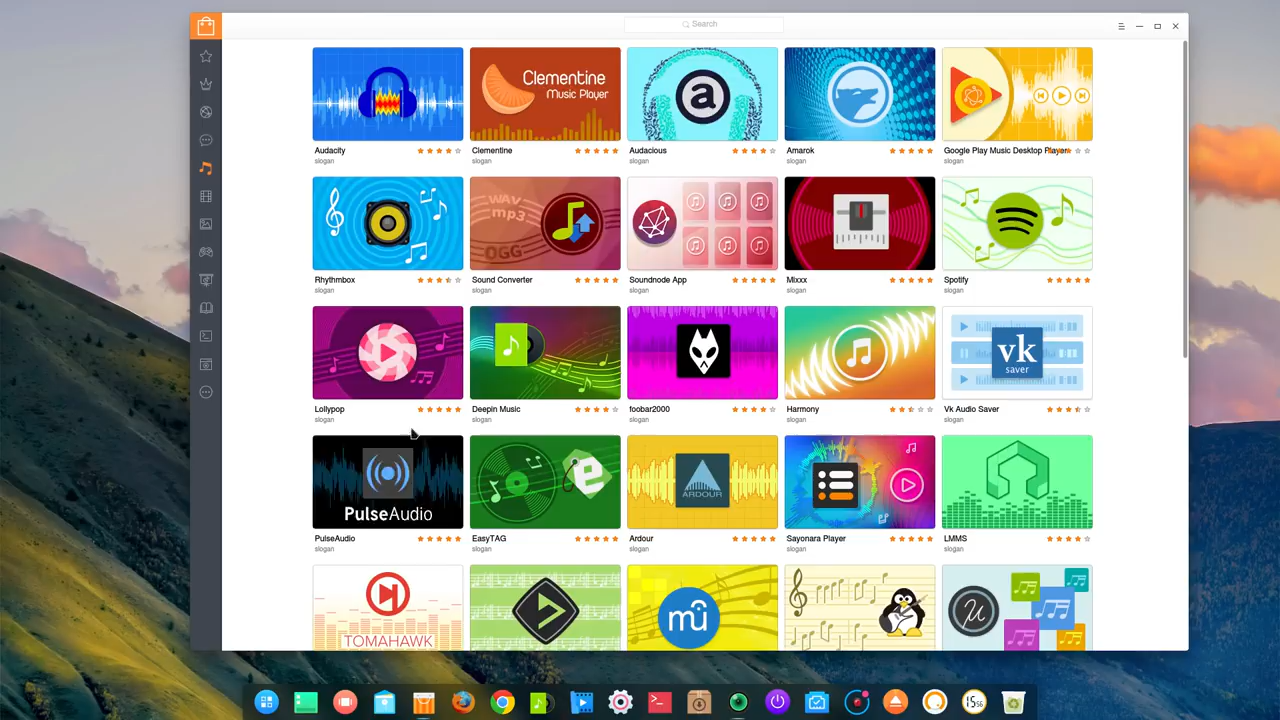 Search
Clementine
Music Player
a
Audacity
slogan
Clementine
slogan
Audacious
slogan
Amarok
slogan
Google Play Music Desktop Player
slogan
WAV
mp3
OGG
Rhythmbox
slogan
Sound Converter
slogan
Soundnode App
slogan
Mixxx
slogan
Spotify
slogan
vk
saver
Lollypop
slogan
Deepin Music
slogan
foobar2000
slogan
Harmony
slogan
Vk Audio Saver
slogan
PulseAudio
e
ARDOUR
PulseAudio
slogan
EasyTAG
slogan
Ardour
slogan
Sayonara Player
slogan
LMMS
slogan
TOMAHAWK
mu
15 56